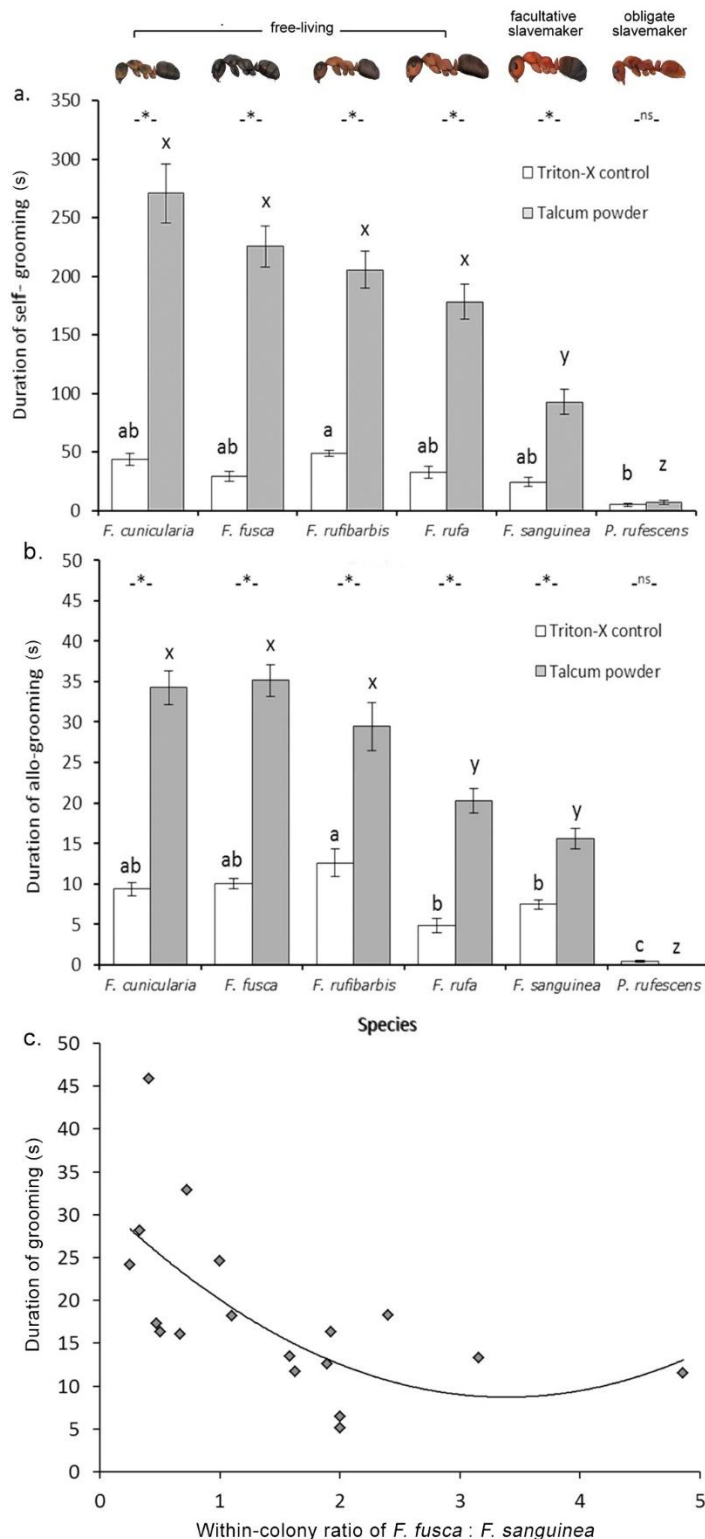 free-living
facultative slavemaker
obligate slavemaker
a.
350
-*- -*- -*- -*- -*- -ns-
300
x
Triton-X control
Talcum powder
250
x
x
200
x
Duration of self- grooming (s)
150
y
100
ab ab a ab ab b z
50
0
F. cunicularia F. fusca F. rufibarbis F. rufa F. sanguinea P. rufescens
b.
50
-*- -*- -*- -*- -*- -ns-
45
Triton-X control
Talcum powder
40
x x
35
x
30
Duration of allo-grooming (s)
25
y
20
y
15
a
ab ab b b
10
5
c z
0
F. cunicularia F. fusca F. rufibarbis F. rufa F. sanguinea P. rufescens
Species
c.
50
45
40
35
30
25
20
15
10
5
0
Duration of grooming (s)
0 1 2 3 4 5
Within-colony ratio of F. fusca : F. sanguinea